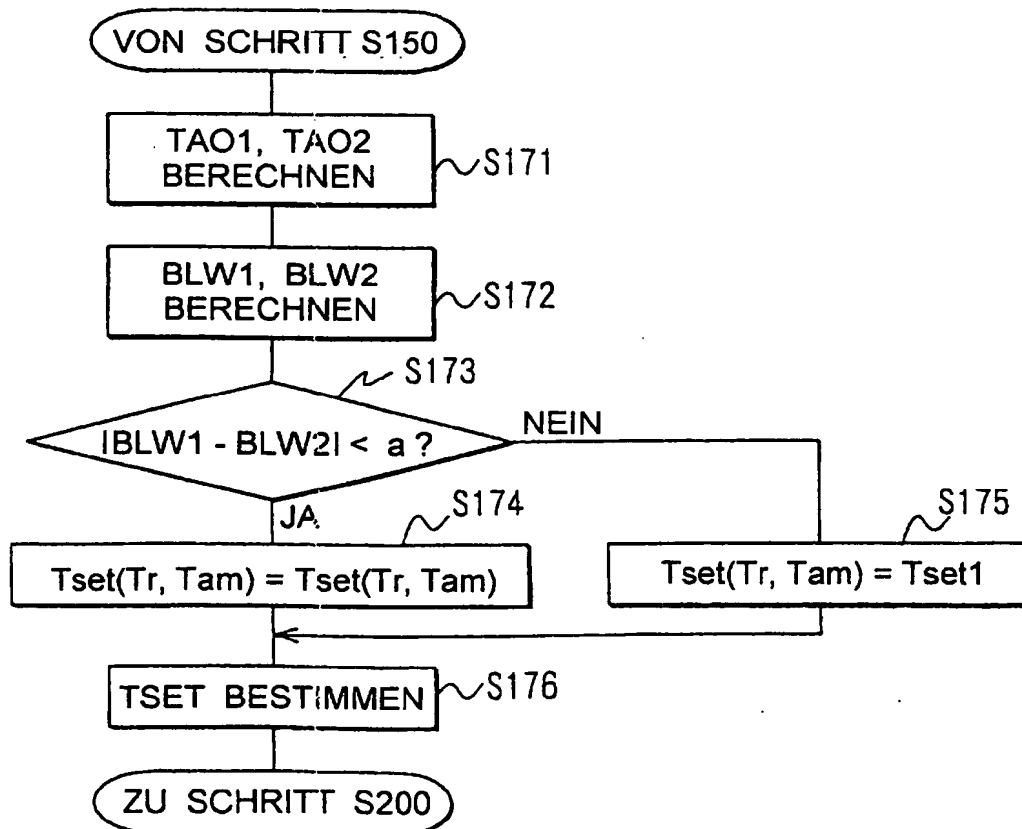 VON SCHRITT S150
TAO1, TAO2
BERECHNEN
S171
BLW1, BLW2
BERECHNEN
S172
S173
|BLW1 - BLW2| < a ?
NEIN
JA
S174
S175
Tset(Tr, Tam) = Tset(Tr, Tam)
Tset(Tr, Tam) = Tset1
TSET BESTIMMEN
S176
ZU SCHRITT S200